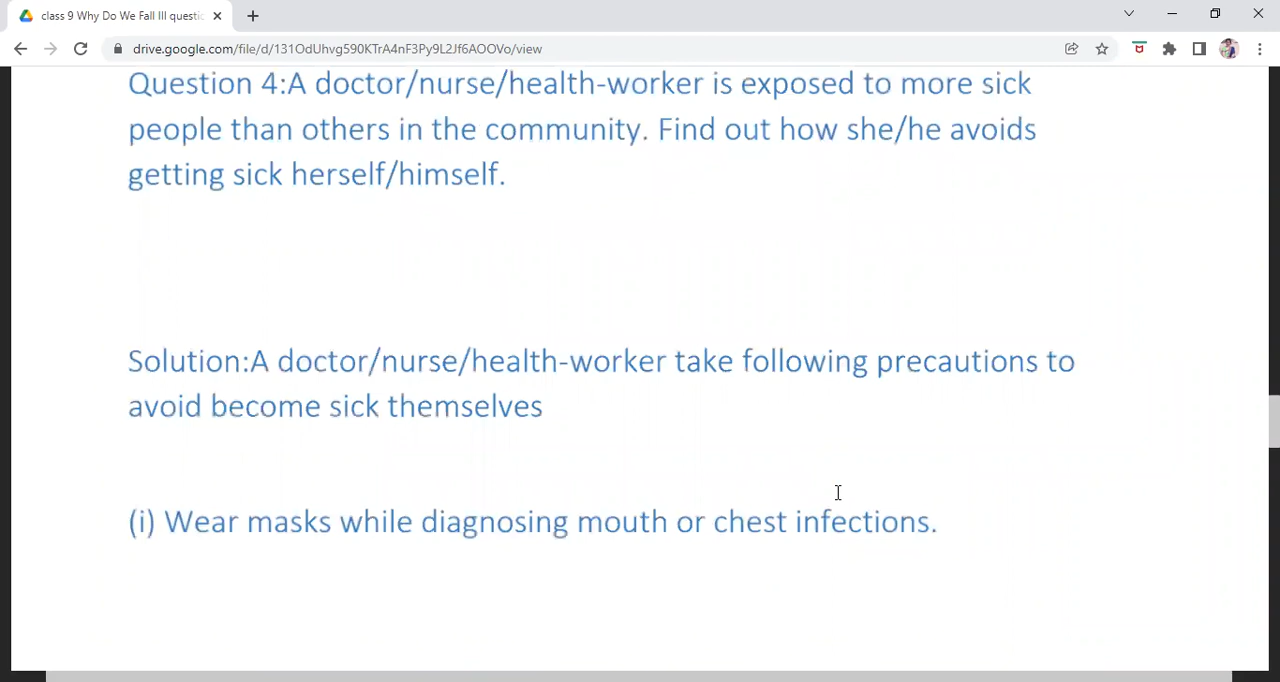 class 9 Why Do We Fall Ill questi
drive.google.com/file/d/131OdUhvg590KTrA4nF3Py9L2Jf6AOOVo/view
Question 4:A doctor/nurse/health-worker is exposed to more sick
people than others in the community. Find out how she/he avoids
getting sick herself/himself.
Solution:A doctor/nurse/health-worker take following precautions to
avoid become sick themselves
(i) Wear masks while diagnosing mouth or chest infections.